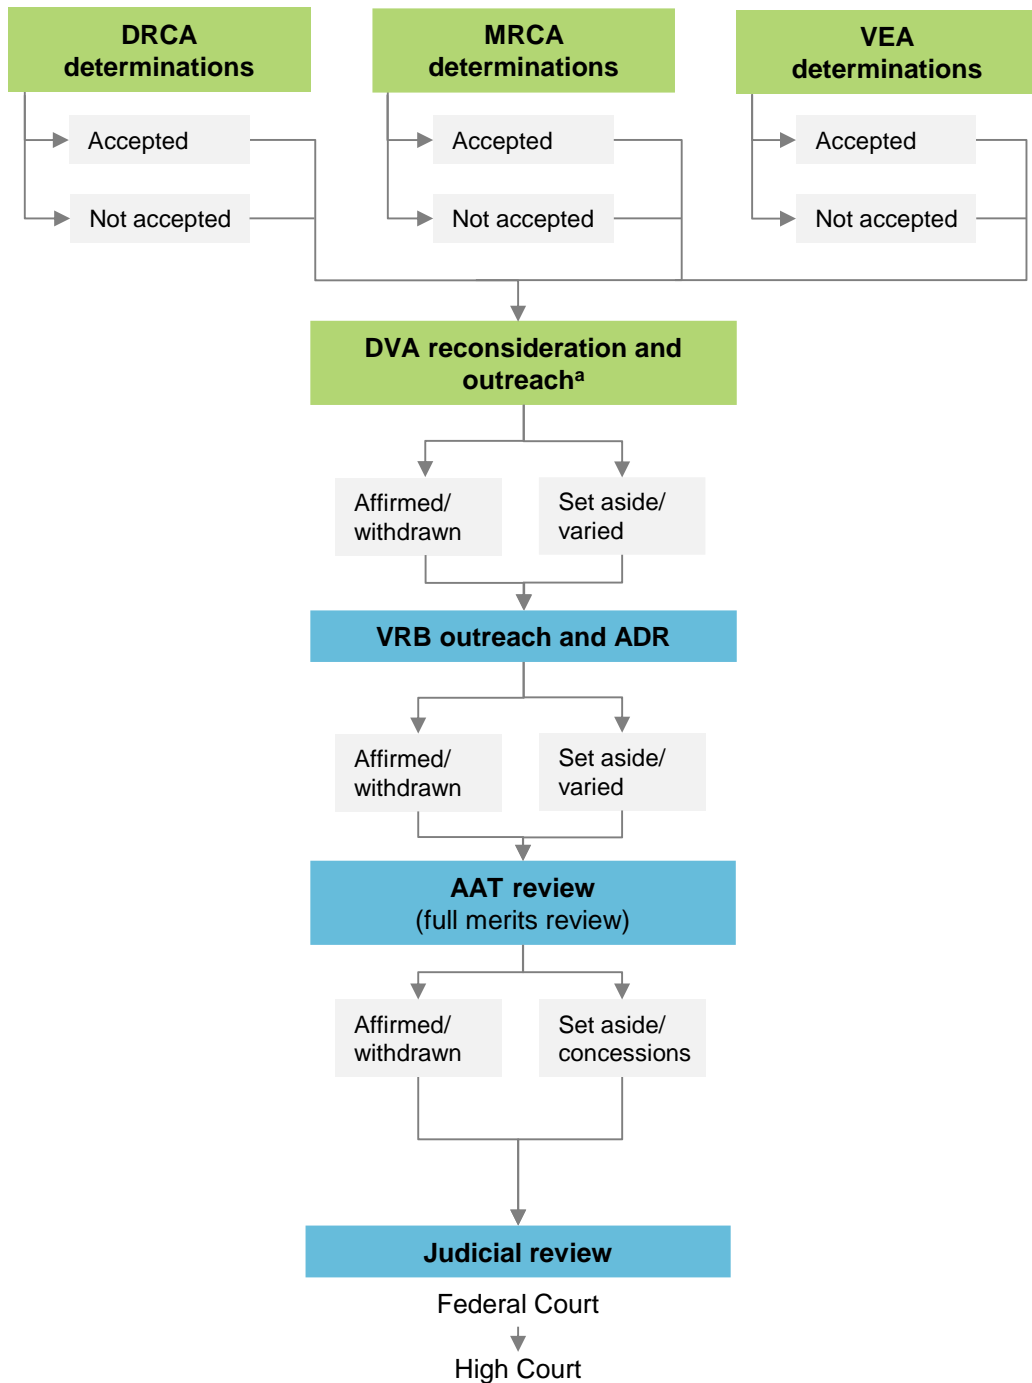 DRCA
determinations
MRCA
determinations
VEA
determinations
Accepted
Accepted
Accepted
Not accepted
Not accepted
Not accepted
DVA reconsideration and
outreachᵃ
Affirmed/
withdrawn
Set aside/
varied
VRB outreach and ADR
Affirmed/
withdrawn
Set aside/
varied
AAT review
(full merits review)
Affirmed/
withdrawn
Set aside/
concessions
Judicial review
Federal Court
High Court